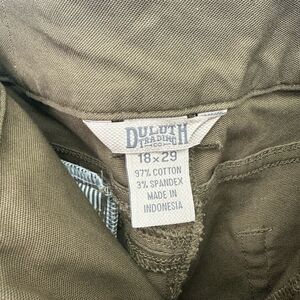 DULUTH
TRADING
CO
18x29
97% COTTON
3% SPANDEX
MADE IN
INDONESIA